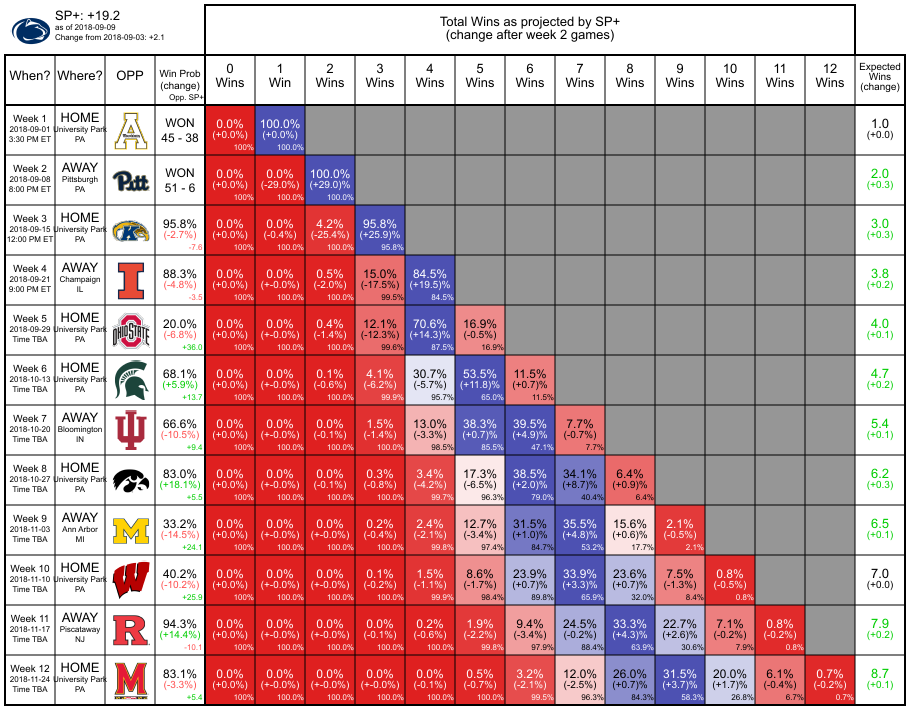 SP+: +19.2
as of 2018-09-09
Change from 2018-09-03: +2.1
Total Wins as projected by SP+
(change after week 2 games)
When? Where? OPP Win Prob (change) Opp. SP+ 0 Wins 1 Win 2 Wins 3 Wins 4 Wins 5 Wins 6 Wins 7 Wins 8 Wins 9 Wins 10 Wins 11 Wins 12 Wins Expected Wins (change)
Week 1 HOME WON 0.0% 100.0% 1.0
2018-09-01 University Park A 45 - 38 (+0.0%) (+0.0%) (+0.0)
3:30 PM ET PA 100% 100.0%
Week 2 AWAY WON 0.0% 0.0% 100.0% 2.0
2018-09-08 Pittsburgh Pitt 51 - 6 (+0.0%) (-29.0%) (+29.0)% (+0.3)
8:00 PM ET PA 100% 100.0% 100.0%
Week 3 HOME 95.8% 0.0% 0.0% 4.2% 95.8% 3.0
2018-09-15 University Park K (-2.7%) (+0.0%) (-0.4%) (-25.4%) (+25.9)% (+0.3)
12:00 PM ET PA -7.6 100% 100.0% 100.0% 95.8%
Week 4 AWAY 88.3% 0.0% 0.0% 0.5% 15.0% 84.5% 3.8
2018-09-21 Champaign I (-4.8%) (+0.0%) (+-0.0%) (-2.0%) (-17.5%) (+19.5)% (+0.2)
9:00 PM ET IL -3.5 100% 100.0% 100.0% 99.5% 84.5%
Week 5 HOME 20.0% 0.0% 0.0% 0.4% 12.1% 70.6% 16.9% 4.0
2018-09-29 University Park OHIO STATE (-6.8%) (+0.0%) (+-0.0%) (-1.4%) (-12.3%) (+14.3)% (-0.5%) (+0.1)
Time TBA PA +36.0 100% 100.0% 100.0% 99.6% 87.5% 16.9%
Week 6 HOME 68.1% 0.0% 0.0% 0.1% 4.1% 30.7% 53.5% 11.5% 4.7
2018-10-13 University Park (+5.9%) (+0.0%) (+-0.0%) (-0.6%) (-6.2%) (-5.7%) (+11.8)% (+0.7)% (+0.2)
Time TBA PA +13.7 100% 100.0% 100.0% 99.9% 95.7% 65.0% 11.5%
Week 7 AWAY 66.6% 0.0% 0.0% 0.0% 1.5% 13.0% 38.3% 39.5% 7.7% 5.4
2018-10-20 Bloomington (-10.5%) (+0.0%) (+-0.0%) (-0.1%) (-1.4%) (-3.3%) (+0.7)% (+4.9)% (-0.7%) (+0.1)
Time TBA IN +9.4 100% 100.0% 100.0% 100.0% 98.5% 85.5% 47.1% 7.7%
Week 8 HOME 83.0% 0.0% 0.0% 0.0% 0.3% 3.4% 17.3% 38.5% 34.1% 6.4% 6.2
2018-10-27 University Park (+18.1%) (+0.0%) (+-0.0%) (-0.1%) (-0.8%) (-4.2%) (-6.5%) (+2.0)% (+8.7)% (+0.9)% (+0.3)
Time TBA PA +5.5 100% 100.0% 100.0% 100.0% 99.7% 96.3% 79.0% 40.4% 6.4%
Week 9 AWAY 33.2% 0.0% 0.0% 0.0% 0.2% 2.4% 12.7% 31.5% 35.5% 15.6% 2.1% 6.5
2018-11-03 Ann Arbor M (-14.5%) (+0.0%) (+-0.0%) (+-0.0%) (-0.4%) (-2.1%) (-3.4%) (+1.0)% (+4.8)% (+0.6)% (-0.5%) (+0.1)
Time TBA MI +24.1 100% 100.0% 100.0% 100.0% 99.8% 97.4% 84.7% 53.2% 17.7% 2.1%
Week 10 HOME 40.2% 0.0% 0.0% 0.0% 0.1% 1.5% 8.6% 23.9% 33.9% 23.6% 7.5% 0.8% 7.0
2018-11-10 University Park W (-10.2%) (+0.0%) (+-0.0%) (+-0.0%) (-0.2%) (-1.1%) (-1.7%) (+0.7)% (+3.3)% (+0.7)% (-1.3%) (-0.5%) (+0.0)
Time TBA PA +25.9 100% 100.0% 100.0% 100.0% 99.9% 98.4% 89.8% 65.9% 32.0% 8.4% 0.8%
Week 11 AWAY 94.3% 0.0% 0.0% 0.0% 0.0% 0.2% 1.9% 9.4% 24.5% 33.3% 22.7% 7.1% 0.8% 7.9
2018-11-17 Piscataway R (+14.4%) (+0.0%) (+-0.0%) (+-0.0%) (-0.1%) (-0.6%) (-2.2%) (-3.4%) (-0.2%) (+4.3)% (+2.6)% (-0.2%) (-0.2%) (+0.2)
Time TBA NJ -10.1 100% 100.0% 100.0% 100.0% 100.0% 99.8% 97.9% 88.4% 63.9% 30.6% 7.9% 0.8%
Week 12 HOME 83.1% 0.0% 0.0% 0.0% 0.0% 0.0% 0.5% 3.2% 12.0% 26.0% 31.5% 20.0% 6.1% 0.7% 8.7
2018-11-24 University Park M (-3.3%) (+0.0%) (+-0.0%) (+-0.0%) (+-0.0%) (-0.1%) (-0.7%) (-2.1%) (-2.5%) (+0.7)% (+3.7)% (+1.7)% (-0.4%) (-0.2%) (+0.1)
Time TBA PA +5.4 100% 100.0% 100.0% 100.0% 100.0% 100.0% 99.5% 96.3% 84.3% 58.3% 26.8% 6.7% 0.7%